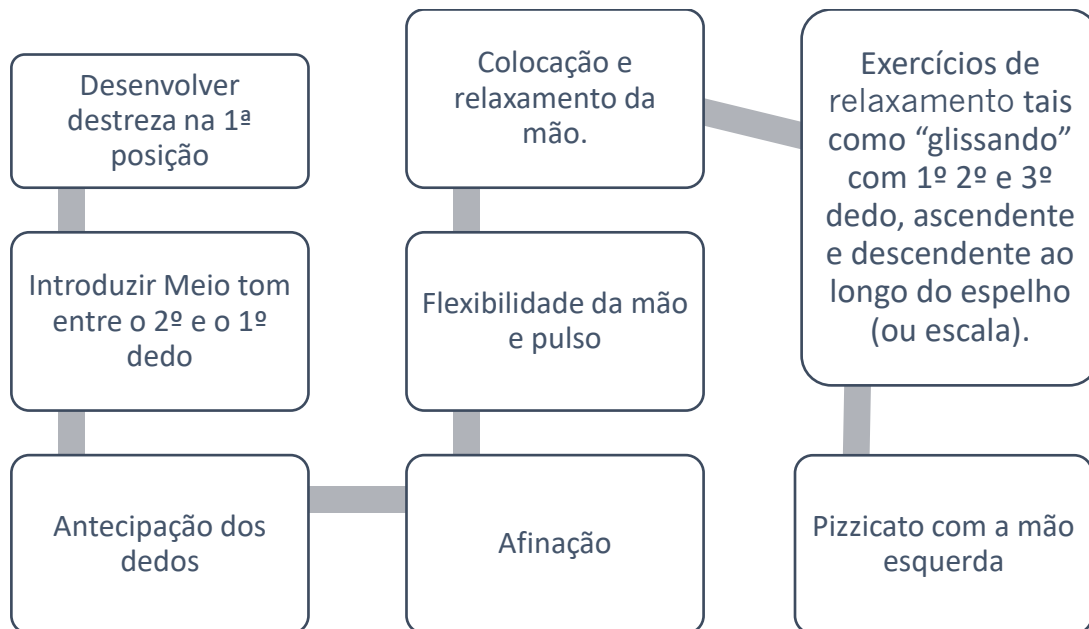 Desenvolver
destreza na 1ª
posição
Introduzir Meio tom
entre o 2º e o 1º
dedo
Antecipação dos
dedos
Afinação
Flexibilidade da mão
e pulso
Colocação e
relaxamento da
mão.
Exercícios de
relaxamento tais
como “glissando”
com 1º 2º e 3º
dedo, ascendente
e descendente ao
longo do espelho
(ou escala).
Pizzicato com a mão
esquerda